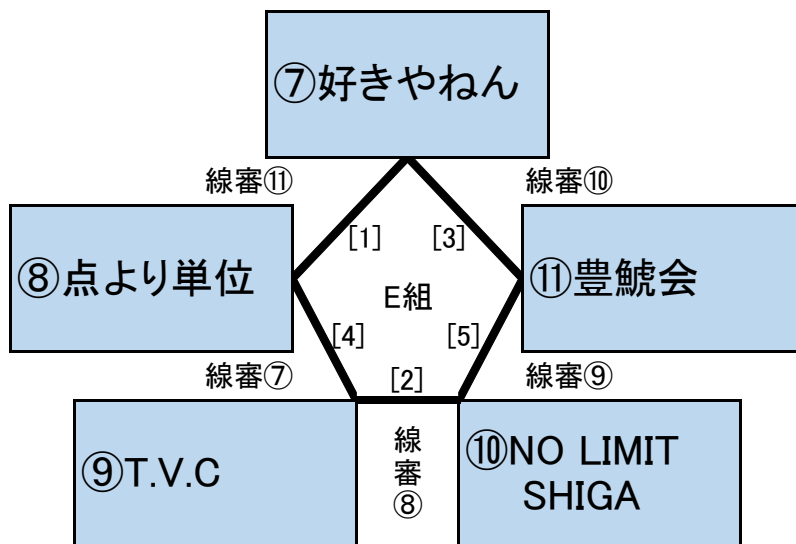 ⑦好きやねん
線審⑪
線審⑩
[1]
[3]
⑧点より単位
E組
⑪豊鯱会
[4]
[5]
線審⑦
[2]
線審⑨
⑨T.V.C
線審⑧
⑩NO LIMIT
SHIGA